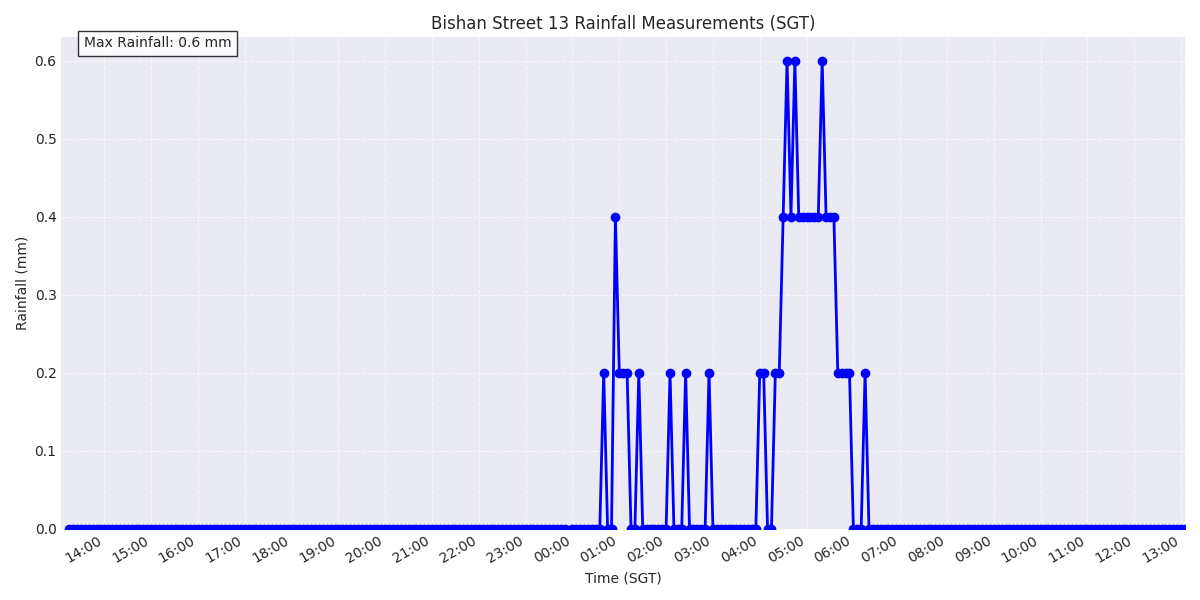 Bishan Street 13 Rainfall Measurements (SGT)
Max Rainfall: 0.6 mm
0.6
0.5
0.4
0.3
0.2
0.1
0.0
Rainfall (mm)
14:00 15:00 16:00 17:00 18:00 19:00 20:00 21:00 22:00 23:00 00:00 01:00 02:00 03:00 04:00 05:00 06:00 07:00 08:00 09:00 10:00 11:00 12:00 13:00
Time (SGT)